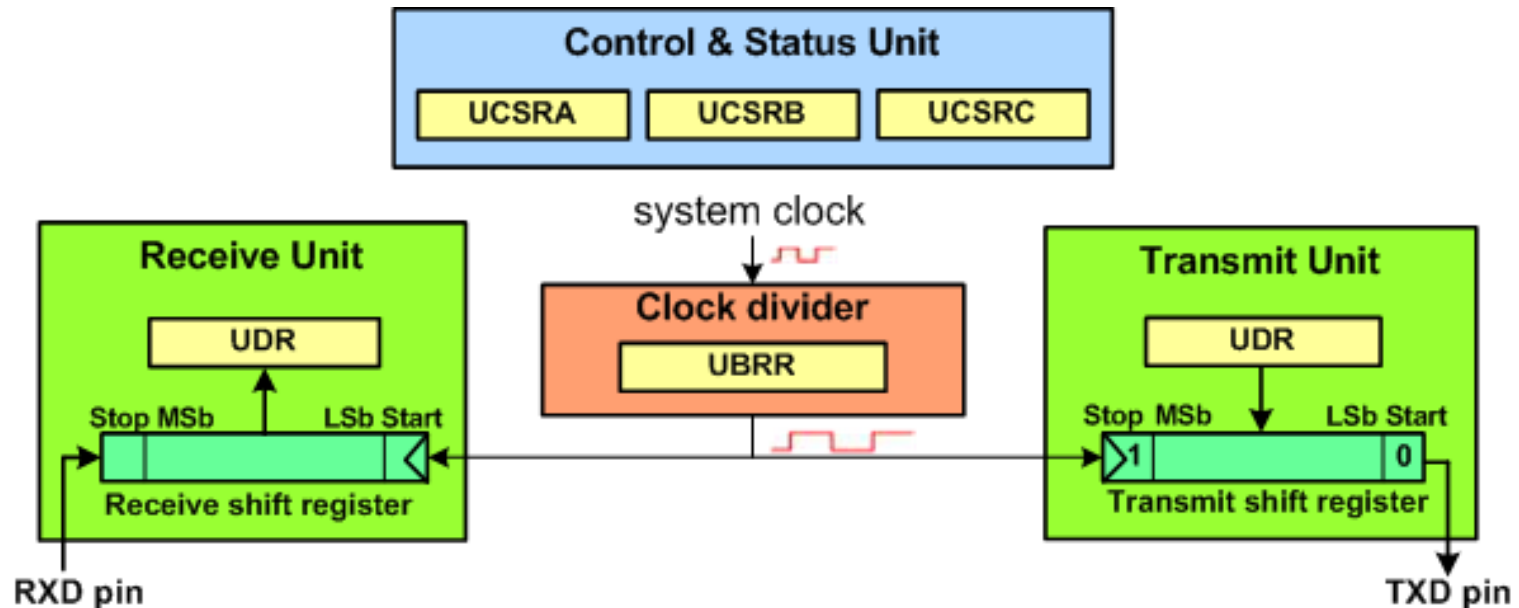 Control & Status Unit
UCSRA UCSRB UCSRC
system clock
Receive Unit
UDR
Stop MSb LSb Start
Receive shift register
RXD pin
Clock divider
UBRR
Transmit Unit
UDR
Stop MSb LSb Start
1 0
Transmit shift register
TXD pin